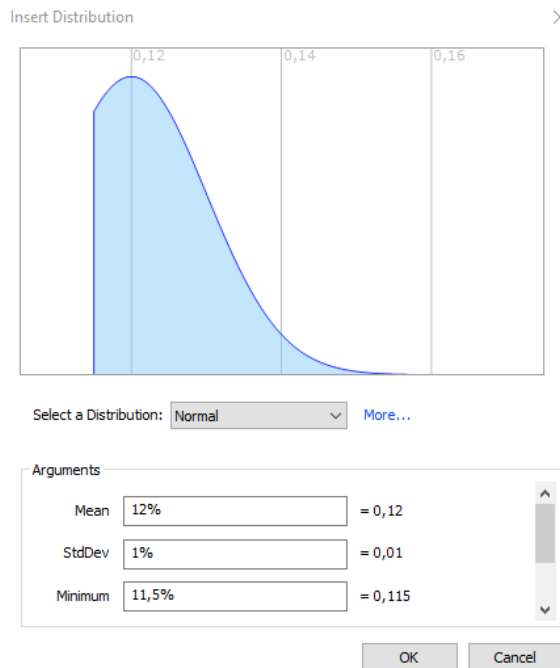 Insert Distribution
0,12 0,14 0,16
Select a Distribution: Normal More...
Arguments
Mean 12% = 0,12
StdDev 1% = 0,01
Minimum 11,5% = 0,115
OK Cancel